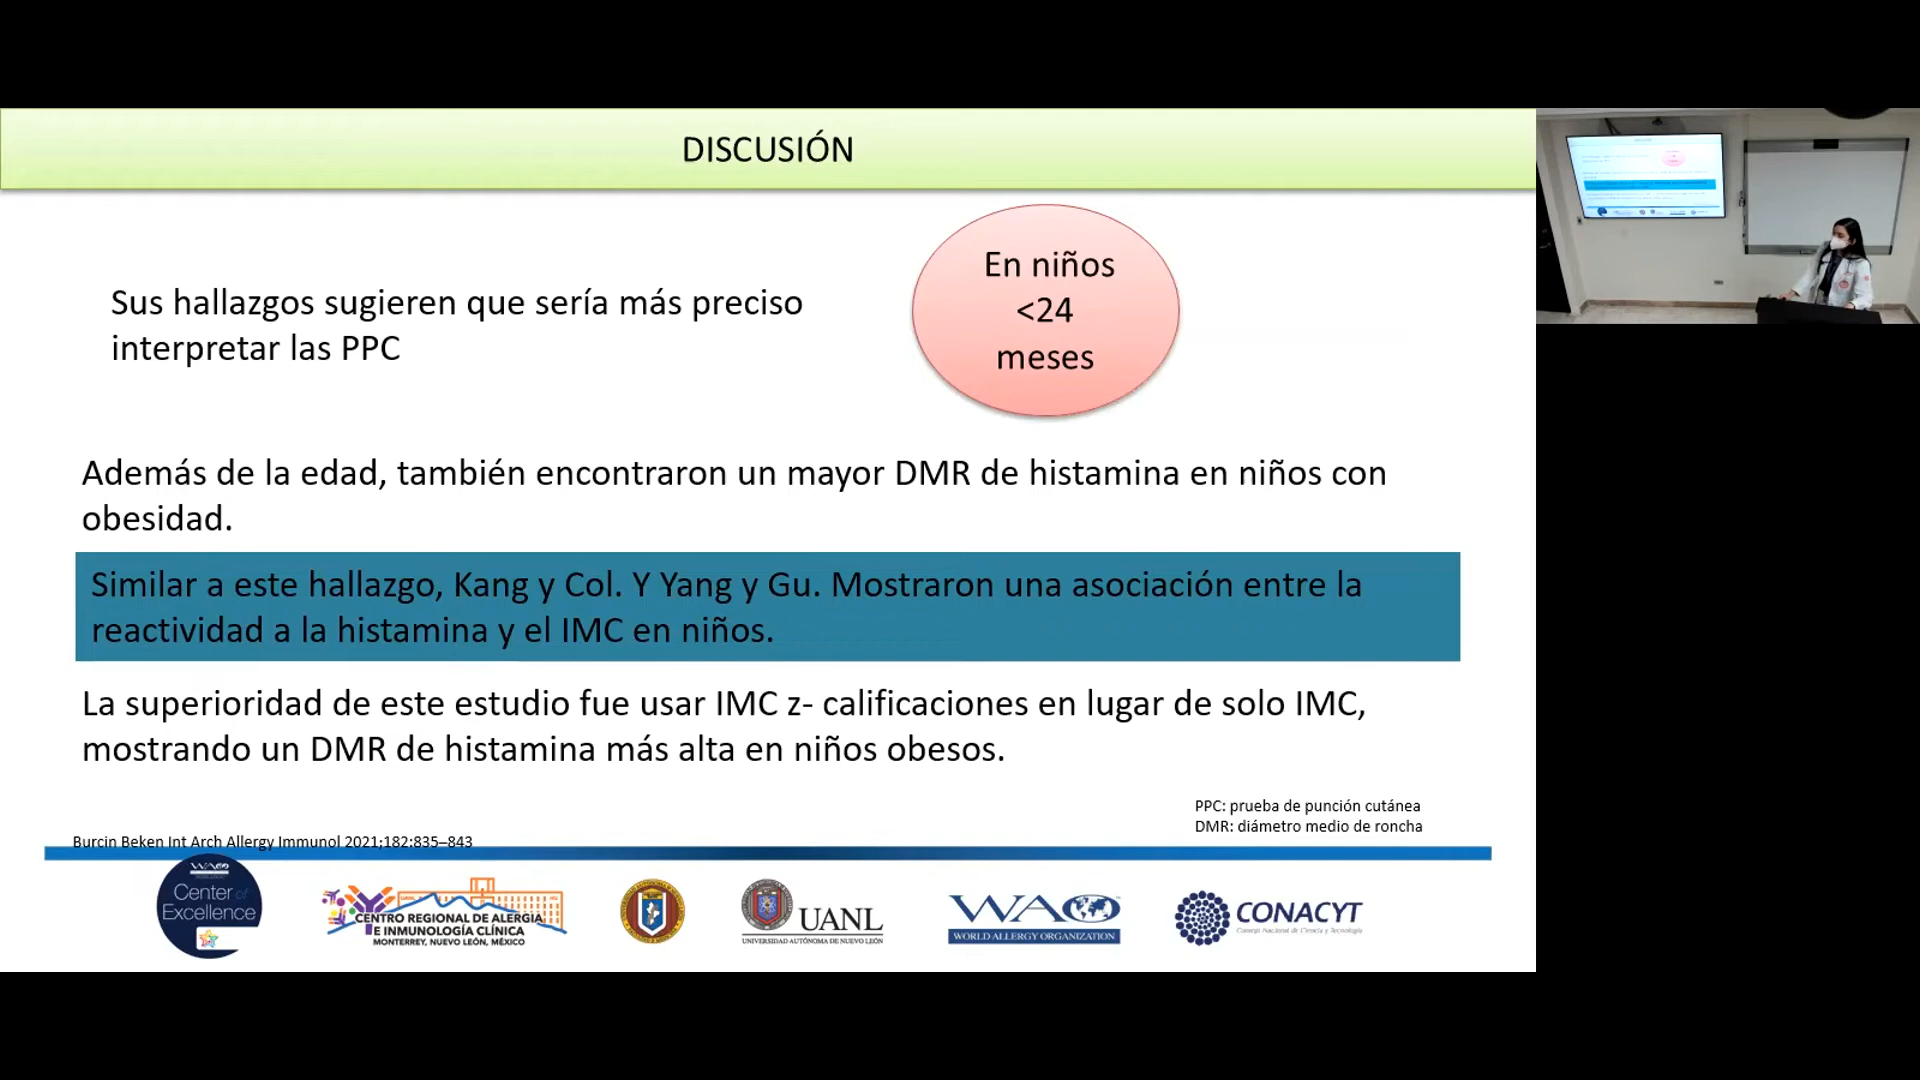 DISCUSIÓN
Sus hallazgos sugieren que sería más preciso
interpretar las PPC
En niños
<24
meses
Además de la edad, también encontraron un mayor DMR de histamina en niños con
obesidad.
Similar a este hallazgo, Kang y Col. Y Yang y Gu. Mostraron una asociación entre la
reactividad a la histamina y el IMC en niños.
La superioridad de este estudio fue usar IMC z- calificaciones en lugar de solo IMC,
mostrando un DMR de histamina más alta en niños obesos.
PPC: prueba de punción cutánea
DMR: diámetro medio de roncha
Burcin Beken Int Arch Allergy Immunol 2021;182:835–843
WAO
Center of
Excellence
CENTRO REGIONAL DE ALERGIA
E INMUNOLOGÍA CLÍNICA
MONTERREY, NUEVO LEÓN, MÉXICO
UANL
UNIVERSIDAD AUTÓNOMA DE NUEVO LEÓN
WAO
WORLD ALLERGY ORGANIZATION
CONACYT
Consejo Nacional de Ciencia y Tecnología